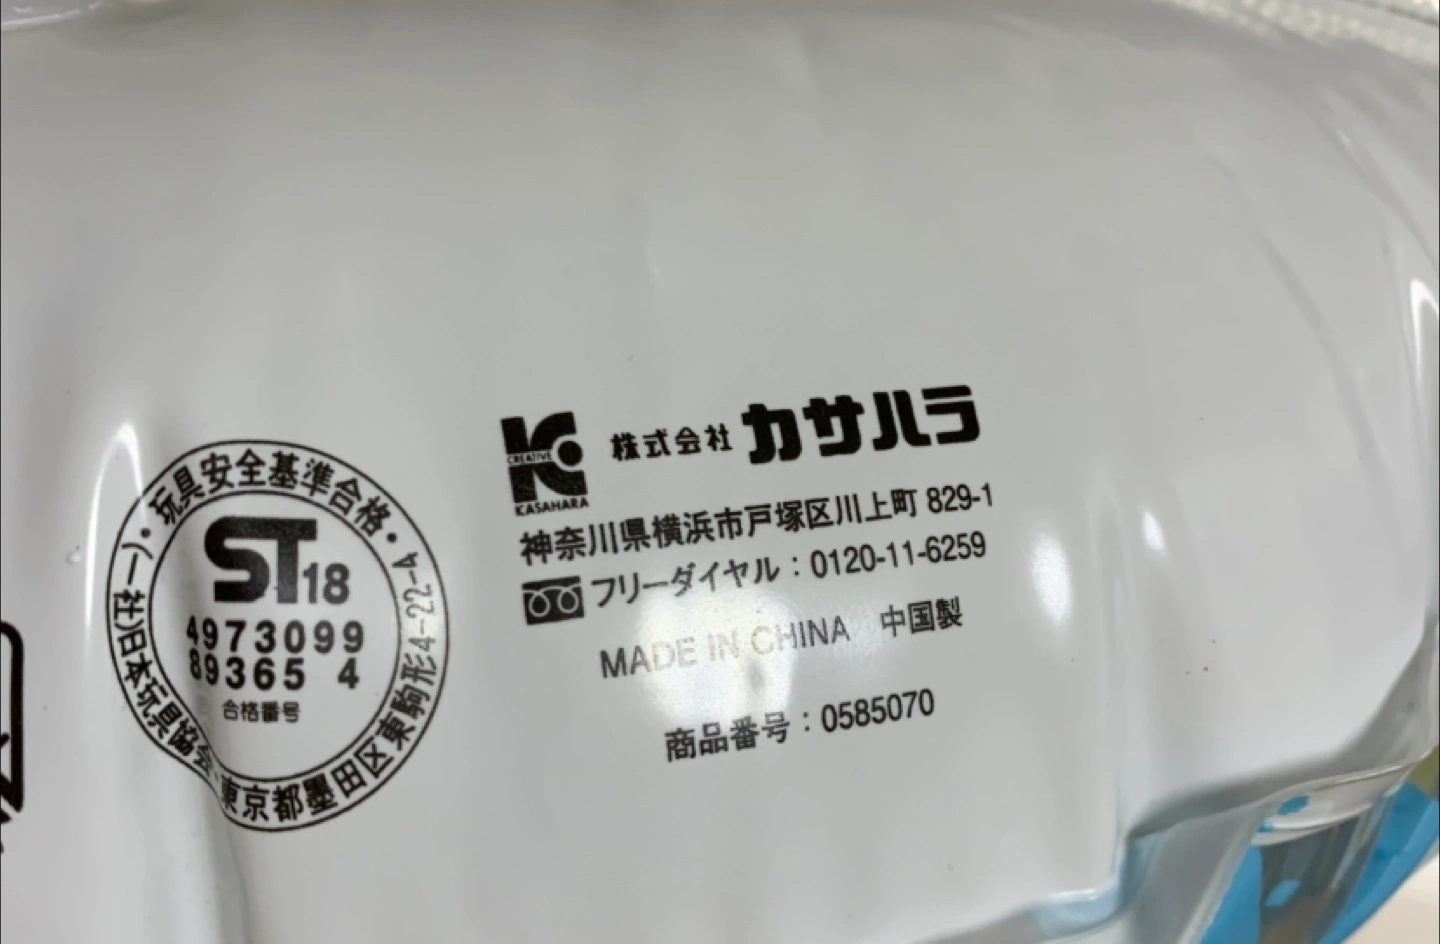 ・玩具安全基準合格・
(一社)日本玩具協会・東京都墨田区東駒形4-22-4
ST18
4973099
89365 4
合格番号
K
CREATIVE
KASAHARA
株式会社 カサハラ
神奈川県横浜市戸塚区川上町 829-1
フリーダイヤル：0120-11-6259
MADE IN CHINA 中国製
商品番号：0585070